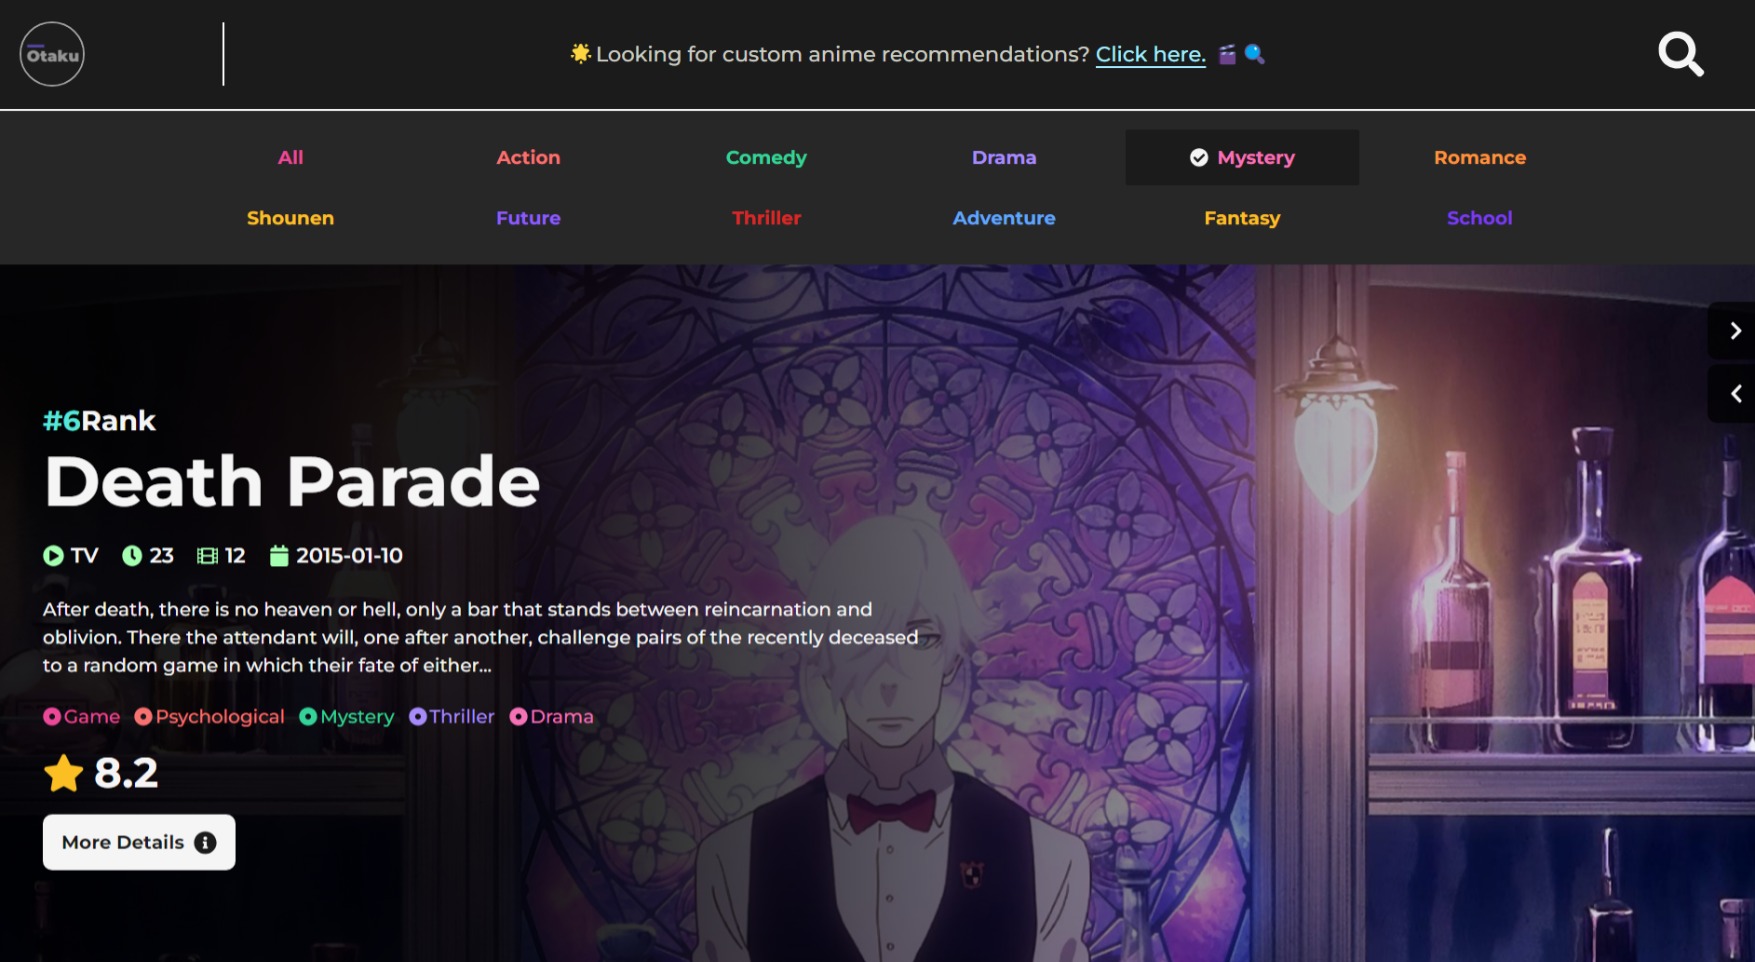 Otaku
🌟Looking for custom anime recommendations? Click here. 🎬🔍
All Action Comedy Drama Mystery Romance
Shounen Future Thriller Adventure Fantasy School
#6Rank
Death Parade
TV 23 12 2015-01-10
After death, there is no heaven or hell, only a bar that stands between reincarnation and
oblivion. There the attendant will, one after another, challenge pairs of the recently deceased
to a random game in which their fate of either...
Game Psychological Mystery Thriller Drama
8.2
More Details